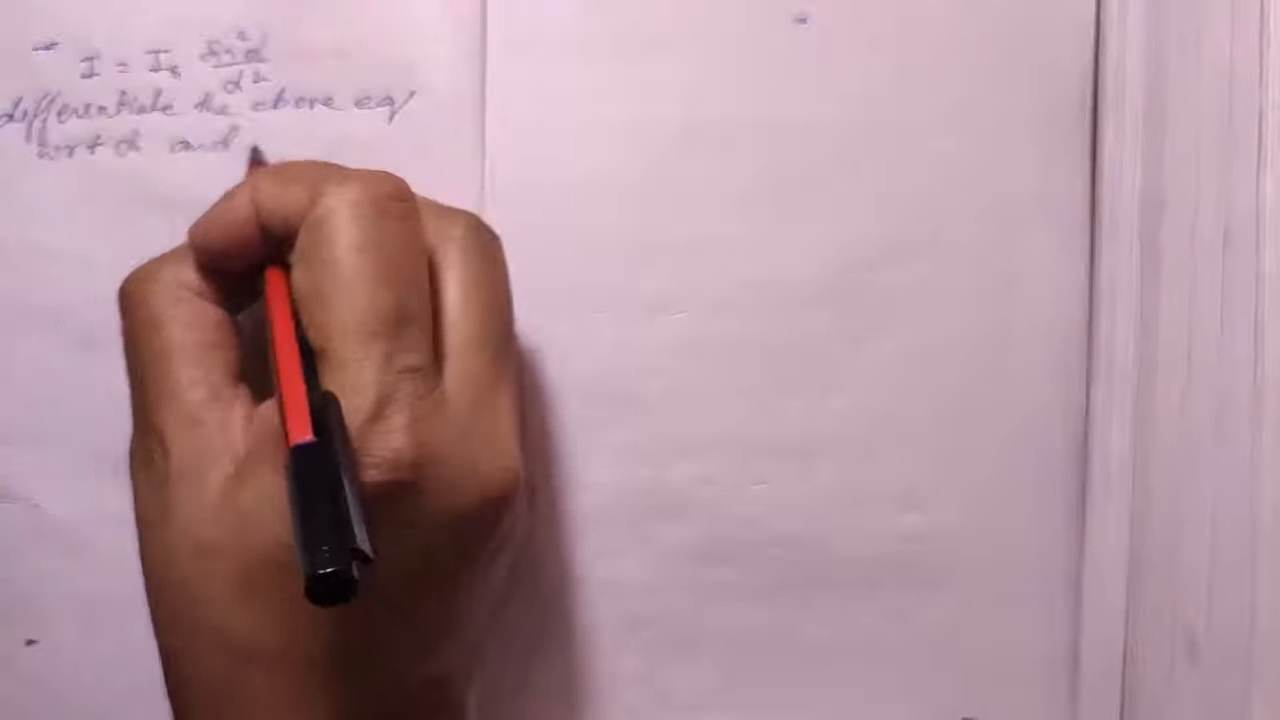 I = I₀ sin²α / α²
differentiate the above eq
wrt α and